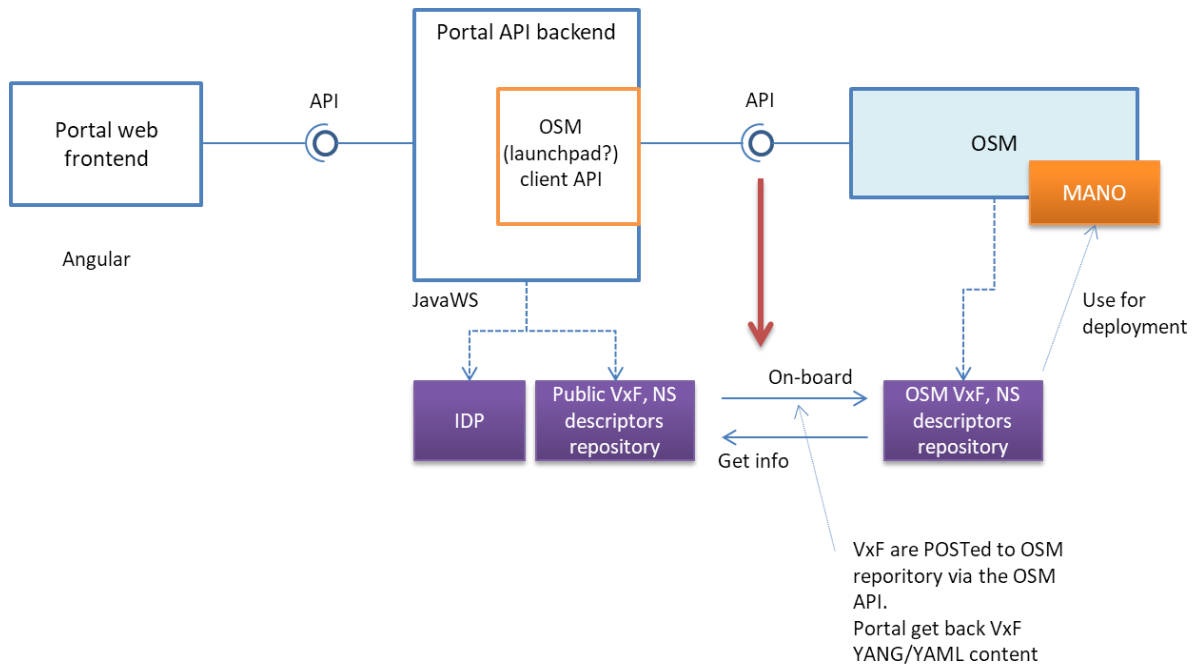 Portal API backend
API
API
Portal web
frontend
OSM
(launchpad?)
client API
OSM
MANO
Angular
JavaWS
Use for
deployment
On-board
IDP
Public VxF, NS
descriptors
repository
OSM VxF, NS
descriptors
repository
Get info
VxF are POSTed to OSM
reporitory via the OSM
API.
Portal get back VxF
YANG/YAML content